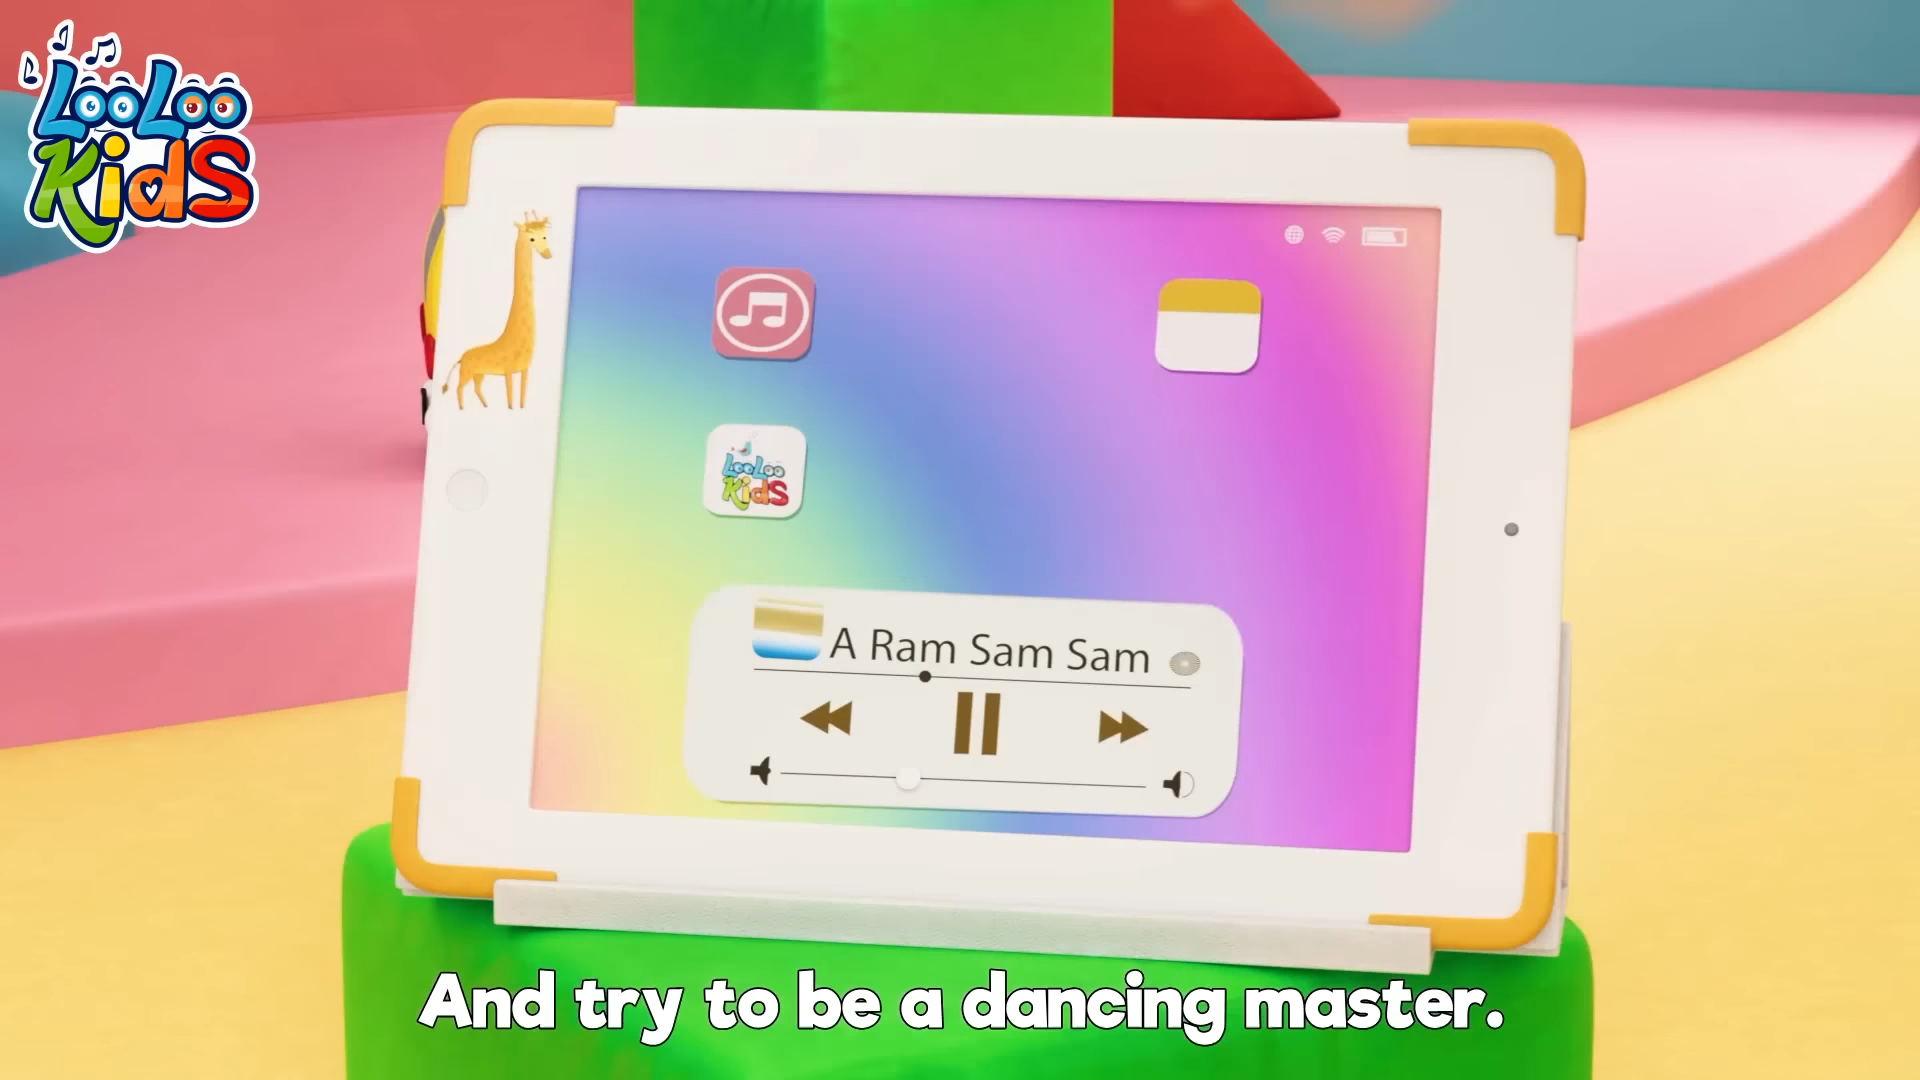 LooLoo
Kids
LooLoo
Kids
A Ram Sam Sam
And try to be a dancing master.